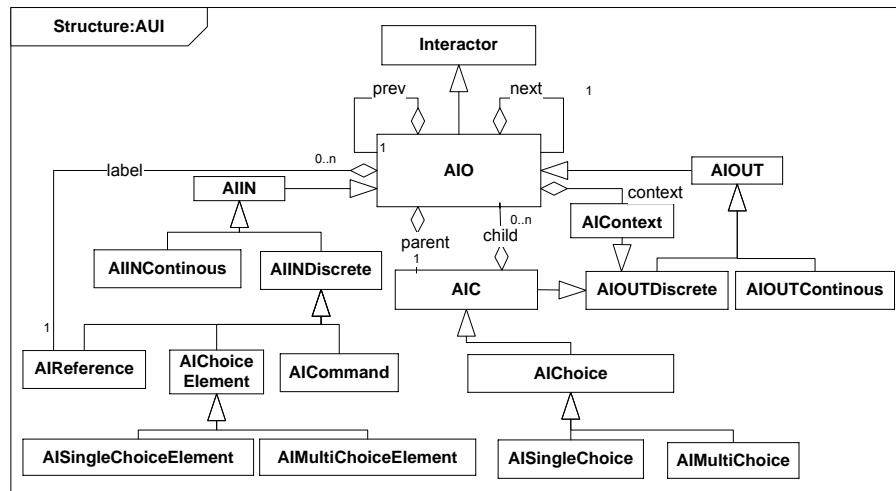 Structure:AUI
Interactor
prev
next
1
1
0..n
AIO
label
AIOUT
AIIN
context
0..n
AIContext
parent
child
AIINContinous
AIINDiscrete
1
AIC
AIOUTDiscrete
AIOUTContinous
1
AIReference
AIChoice
Element
AICommand
AIChoice
AISingleChoiceElement
AIMultiChoiceElement
AISingleChoice
AIMultiChoice